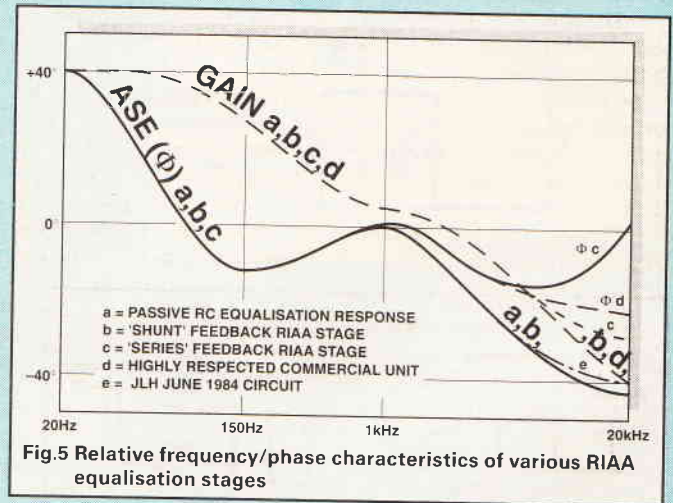 +40°
0°
−40°
GAiN a,b,c,d
ASE (Φ) a,b,c
Φ c
Φ d
c
a,b,
,b,d,
e
a = PASSIVE RC EQUALISATION RESPONSE
b = 'SHUNT' FEEDBACK RIAA STAGE
c = 'SERIES' FEEDBACK RIAA STAGE
d = HIGHLY RESPECTED COMMERCIAL UNIT
e = JLH JUNE 1984 CIRCUIT
20Hz 150Hz 1kHz 20kHz
Fig.5 Relative frequency/phase characteristics of various RIAA
equalisation stages